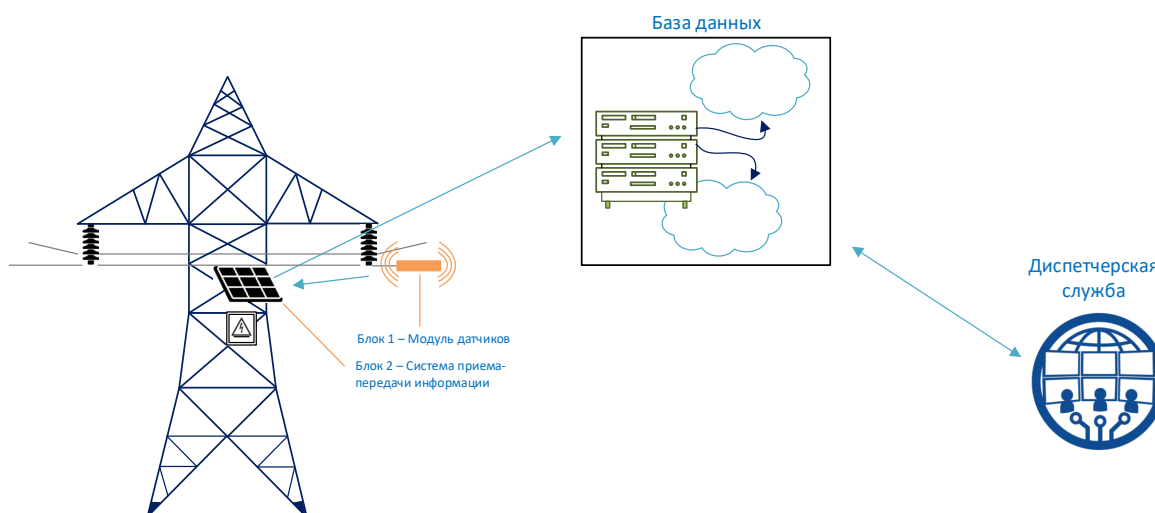 База данных
Диспетчерская
служба
Блок 1 – Модуль датчиков
Блок 2 – Система приема-
передачи информации